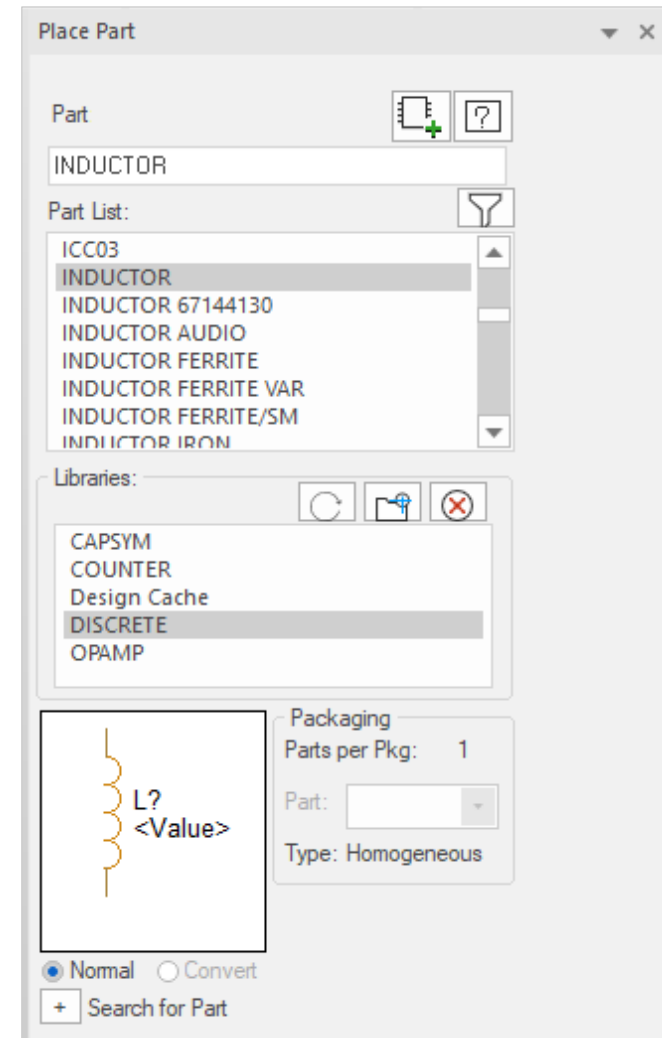 Place Part
Part
INDUCTOR
Part List:
ICC03
INDUCTOR
INDUCTOR 67144130
INDUCTOR AUDIO
INDUCTOR FERRITE
INDUCTOR FERRITE VAR
INDUCTOR FERRITE/SM
INDUCTOR IRON
Libraries:
CAPSYM
COUNTER
Design Cache
DISCRETE
OPAMP
L?
<Value>
Packaging
Parts per Pkg: 1
Part:
Type: Homogeneous
Normal Convert
+ Search for Part